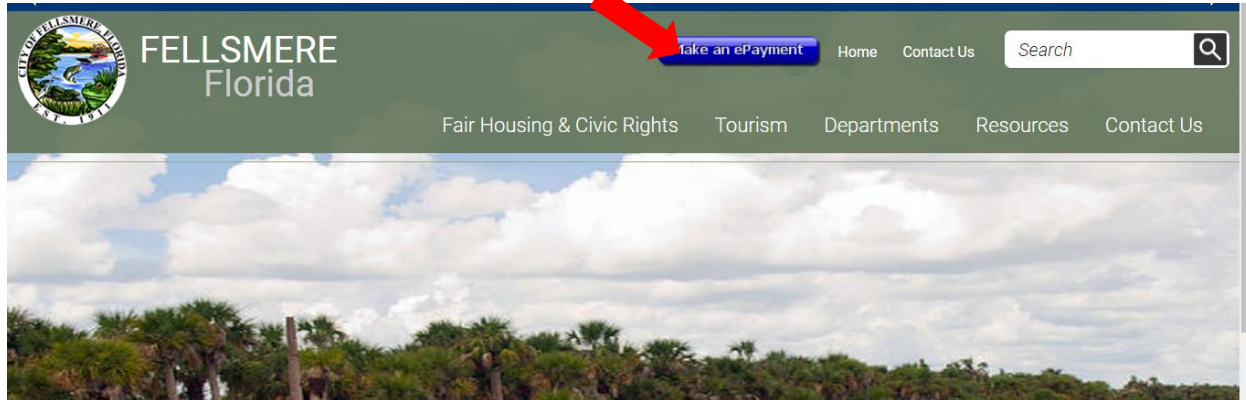 CITY OF FELLSMERE, FLORIDA
EST. 1911
FELLSMERE
Florida
Make an ePayment
Home
Contact Us
Search
Fair Housing & Civic Rights
Tourism
Departments
Resources
Contact Us